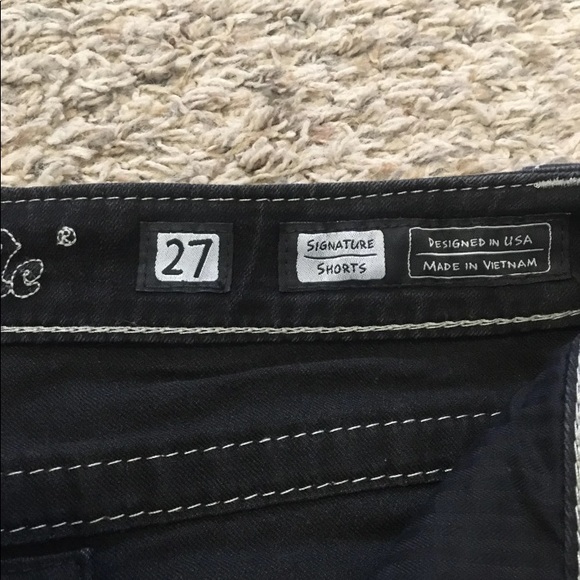 ®
27
SIGNATURE
SHORTS
DESIGNED IN USA
MADE IN VIETNAM